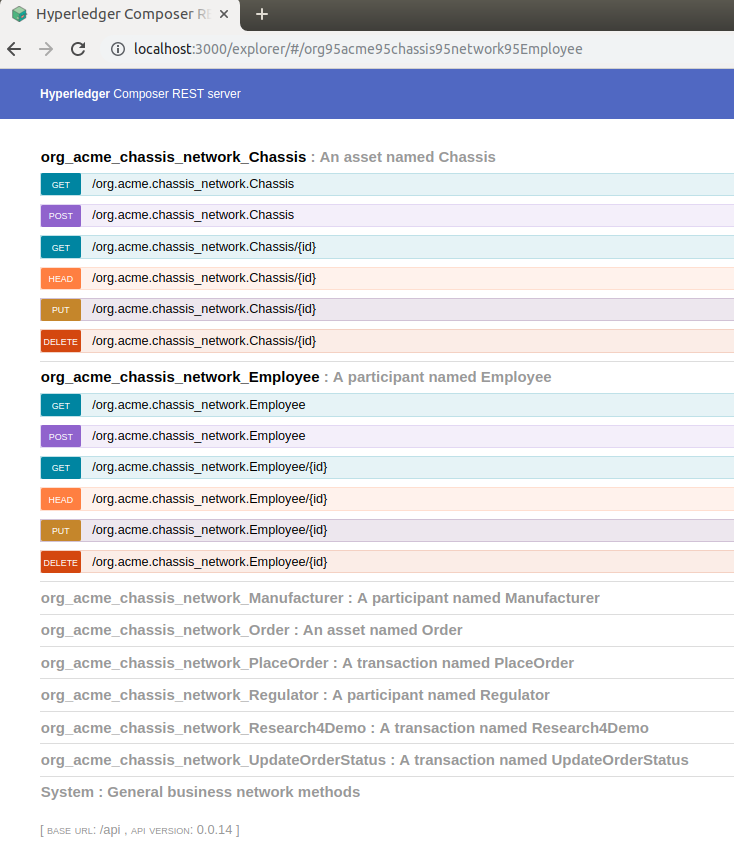 Hyperledger Composer RE
localhost:3000/explorer/#/org95acme95chassis95network95Employee
Hyperledger Composer REST server
org_acme_chassis_network_Chassis : An asset named Chassis
GET /org.acme.chassis_network.Chassis
POST /org.acme.chassis_network.Chassis
GET /org.acme.chassis_network.Chassis/{id}
HEAD /org.acme.chassis_network.Chassis/{id}
PUT /org.acme.chassis_network.Chassis/{id}
DELETE /org.acme.chassis_network.Chassis/{id}
org_acme_chassis_network_Employee : A participant named Employee
GET /org.acme.chassis_network.Employee
POST /org.acme.chassis_network.Employee
GET /org.acme.chassis_network.Employee/{id}
HEAD /org.acme.chassis_network.Employee/{id}
PUT /org.acme.chassis_network.Employee/{id}
DELETE /org.acme.chassis_network.Employee/{id}
org_acme_chassis_network_Manufacturer : A participant named Manufacturer
org_acme_chassis_network_Order : An asset named Order
org_acme_chassis_network_PlaceOrder : A transaction named PlaceOrder
org_acme_chassis_network_Regulator : A participant named Regulator
org_acme_chassis_network_Research4Demo : A transaction named Research4Demo
org_acme_chassis_network_UpdateOrderStatus : A transaction named UpdateOrderStatus
System : General business network methods
[ BASE URL: /api , API VERSION: 0.0.14 ]